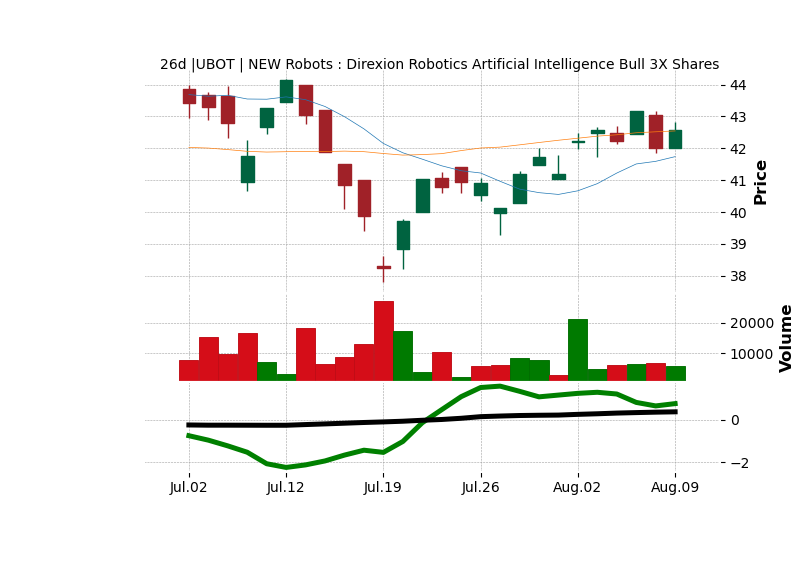 26d |UBOT | NEW Robots : Direxion Robotics Artificial Intelligence Bull 3X Shares
44
43
42
41
40
39
38
Price
20000
10000
Volume
0
−2
Jul.02 Jul.12 Jul.19 Jul.26 Aug.02 Aug.09